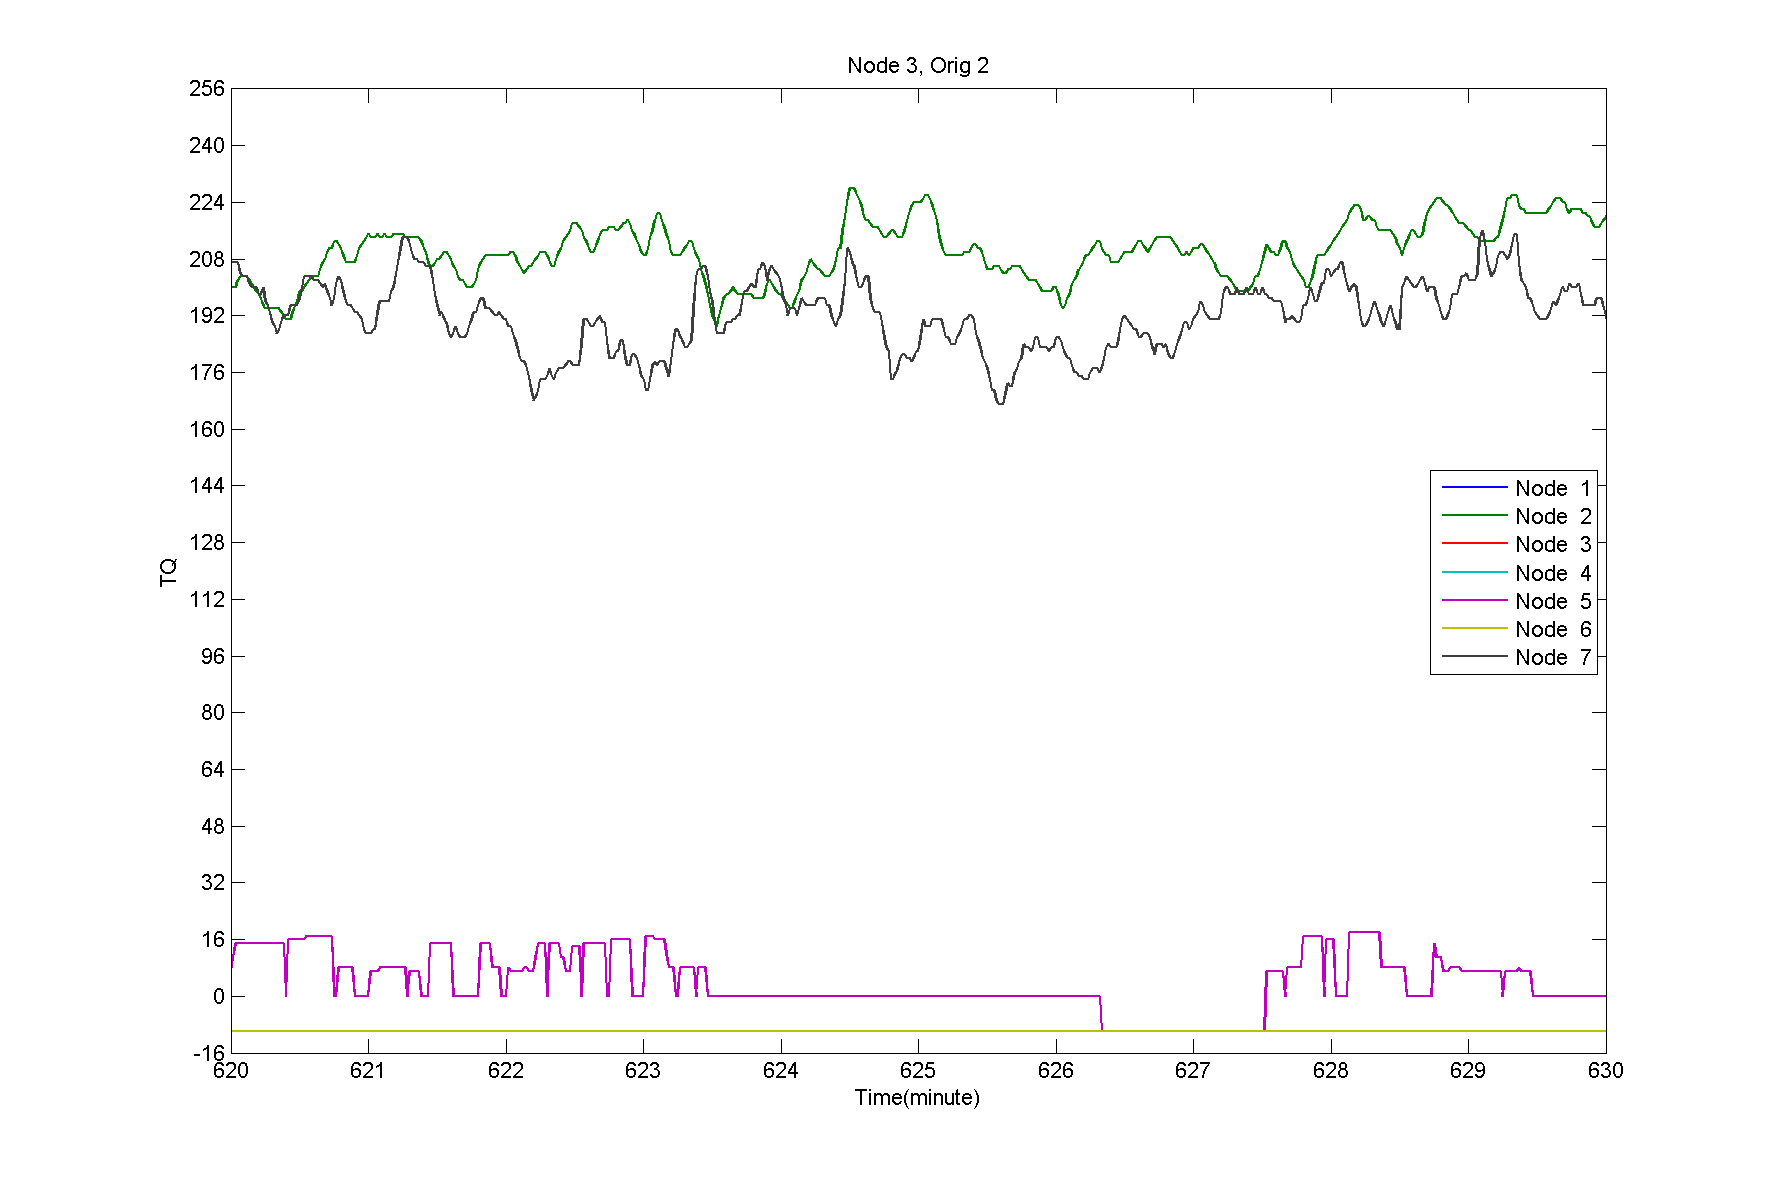 Node 3, Orig 2
256
240
224
208
192
176
160
144
128
112
96
80
64
48
32
16
0
-16
TQ
Node 1
Node 2
Node 3
Node 4
Node 5
Node 6
Node 7
620 621 622 623 624 625 626 627 628 629 630
Time(minute)